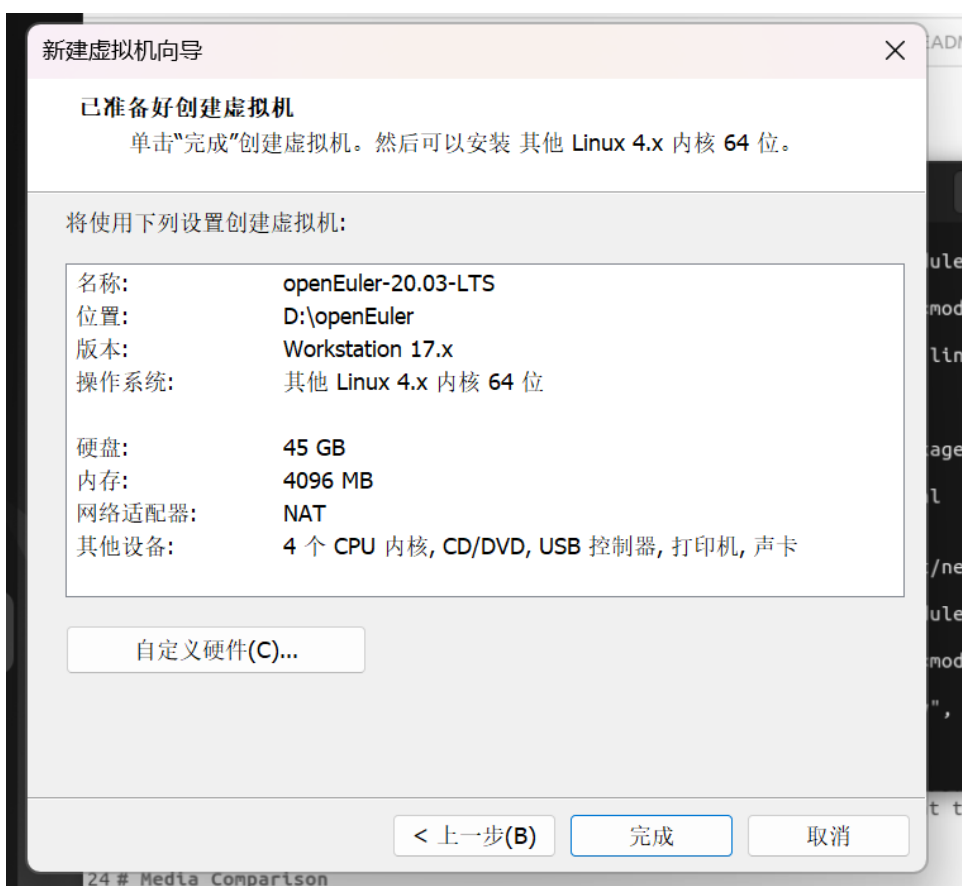 新建虚拟机向导
已准备好创建虚拟机
单击“完成”创建虚拟机。然后可以安装 其他 Linux 4.x 内核 64 位。
将使用下列设置创建虚拟机:
名称: openEuler-20.03-LTS
位置: D:\openEuler
版本: Workstation 17.x
操作系统: 其他 Linux 4.x 内核 64 位
硬盘: 45 GB
内存: 4096 MB
网络适配器: NAT
其他设备: 4 个 CPU 内核, CD/DVD, USB 控制器, 打印机, 声卡
自定义硬件(C)...
< 上一步(B) 完成 取消
24 # Media Comparison